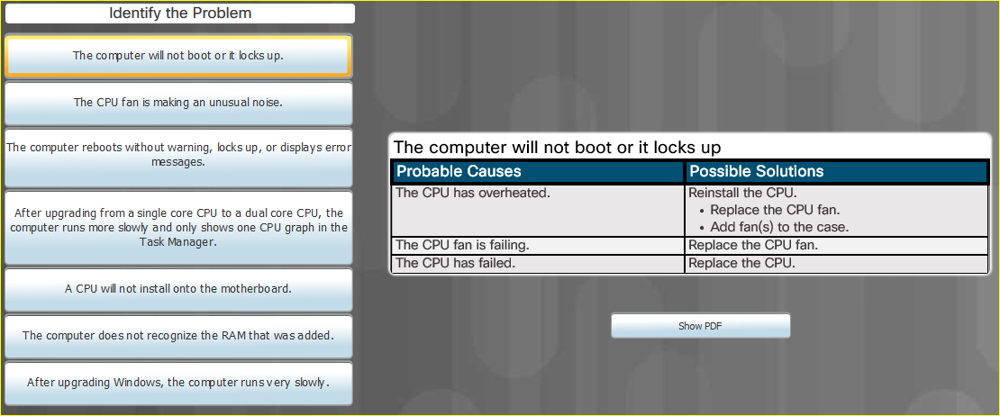 Identify the Problem
The computer will not boot or it locks up.
The CPU fan is making an unusual noise.
The computer reboots without warning, locks up, or displays error
messages.
After upgrading from a single core CPU to a dual core CPU, the
computer runs more slowly and only shows one CPU graph in the
Task Manager.
A CPU will not install onto the motherboard.
The computer does not recognize the RAM that was added.
After upgrading Windows, the computer runs very slowly.
The computer will not boot or it locks up
Probable Causes Possible Solutions
The CPU has overheated. Reinstall the CPU.
• Replace the CPU fan.
• Add fan(s) to the case.
The CPU fan is failing. Replace the CPU fan.
The CPU has failed. Replace the CPU.
Show PDF